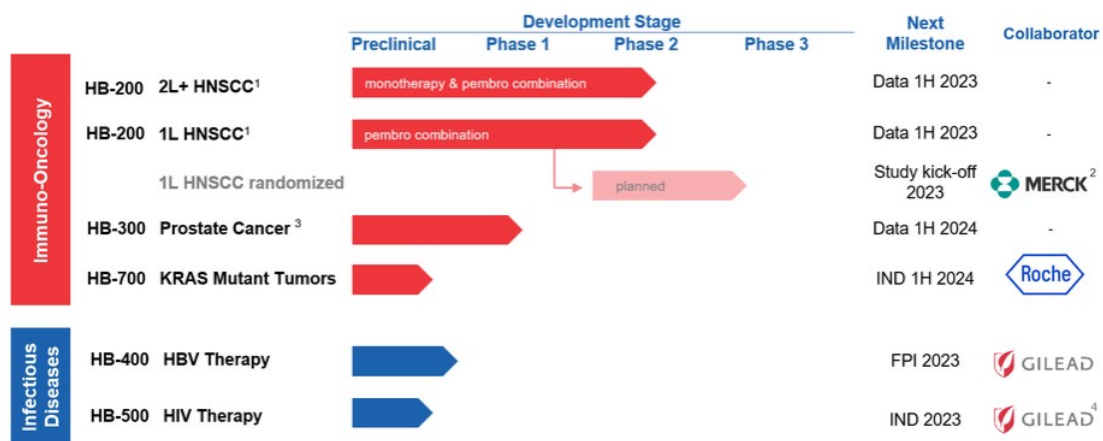 Development Stage
Next
Milestone
Collaborator
Preclinical Phase 1 Phase 2 Phase 3
Immuno-Oncology
HB-200 2L+ HNSCC¹ monotherapy & pembro combination Data 1H 2023 -
HB-200 1L HNSCC¹ pembro combination Data 1H 2023 -
1L HNSCC randomized planned Study kick-off
2023
MERCK²
HB-300 Prostate Cancer ³ Data 1H 2024 -
HB-700 KRAS Mutant Tumors IND 1H 2024 Roche
Infectious
Diseases
HB-400 HBV Therapy FPI 2023 GILEAD
HB-500 HIV Therapy IND 2023 GILEAD⁴